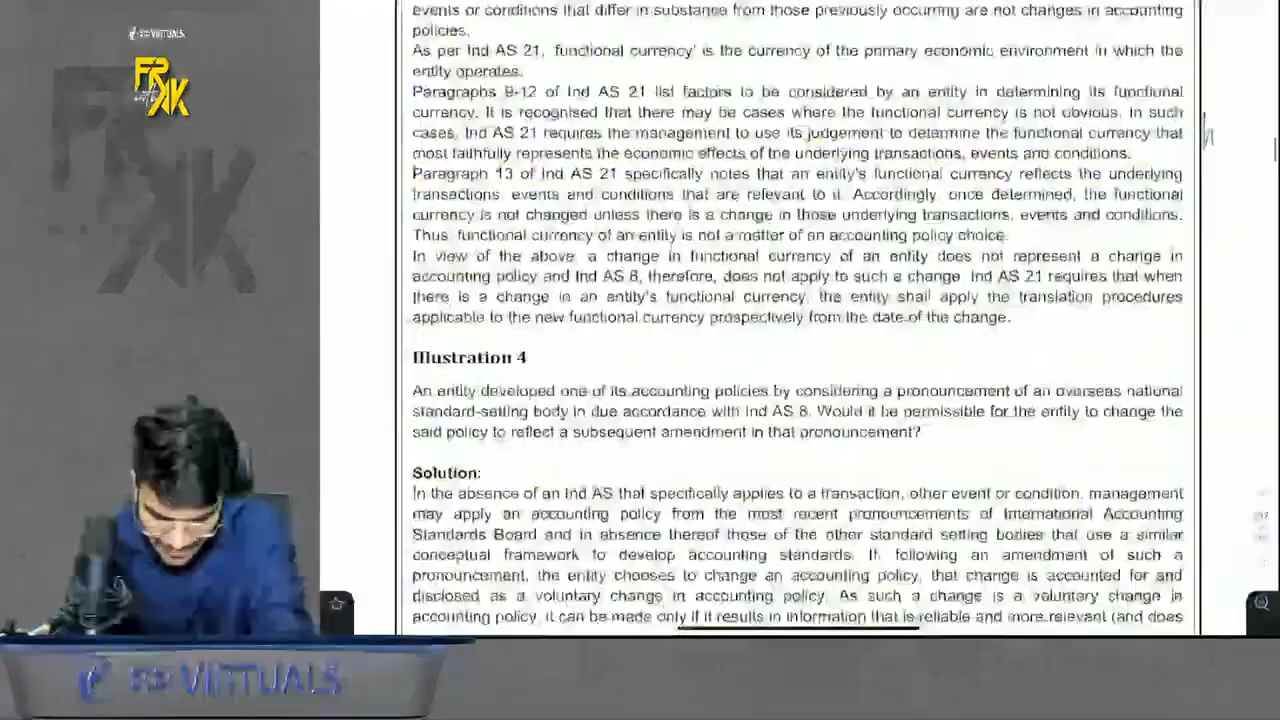 VIRTUALS
FR
with
AK
events or conditions that differ in substance from those previously occurring are not changes in accounting
policies.
As per Ind AS 21, 'functional currency' is the currency of the primary economic environment in which the
entity operates.
Paragraphs 9-12 of Ind AS 21 list factors to be considered by an entity in determining its functional
currency. It is recognised that there may be cases where the functional currency is not obvious. In such
cases, Ind AS 21 requires the management to use its judgement to determine the functional currency that
most faithfully represents the economic effects of the underlying transactions, events and conditions.
Paragraph 13 of Ind AS 21 specifically notes that an entity's functional currency reflects the underlying
transactions, events and conditions that are relevant to it. Accordingly, once determined, the functional
currency is not changed unless there is a change in those underlying transactions, events and conditions.
Thus, functional currency of an entity is not a matter of an accounting policy choice.
In view of the above, a change in functional currency of an entity does not represent a change in
accounting policy and Ind AS 8, therefore, does not apply to such a change. Ind AS 21 requires that when
there is a change in an entity's functional currency, the entity shall apply the translation procedures
applicable to the new functional currency prospectively from the date of the change.
Illustration 4
An entity developed one of its accounting policies by considering a pronouncement of an overseas national
standard-setting body in due accordance with Ind AS 8. Would it be permissible for the entity to change the
said policy to reflect a subsequent amendment in that pronouncement?
Solution:
In the absence of an Ind AS that specifically applies to a transaction, other event or condition, management
may apply an accounting policy from the most recent pronouncements of International Accounting
Standards Board and in absence thereof those of the other standard setting bodies that use a similar
conceptual framework to develop accounting standards. If, following an amendment of such a
pronouncement, the entity chooses to change an accounting policy, that change is accounted for and
disclosed as a voluntary change in accounting policy. As such a change is a voluntary change in
accounting policy, it can be made only if it results in information that is reliable and more relevant (and does
VIRTUALS